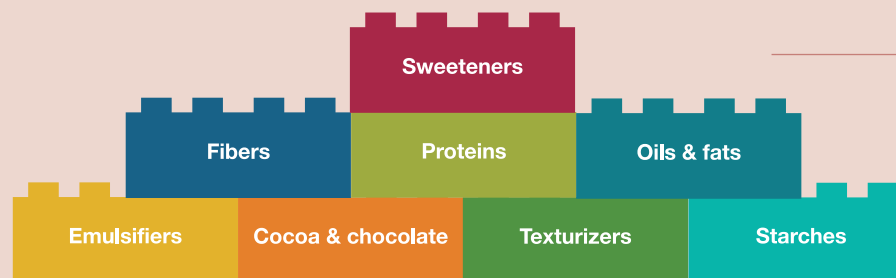 Sweeteners
Fibers
Proteins
Oils & fats
Emulsifiers
Cocoa & chocolate
Texturizers
Starches